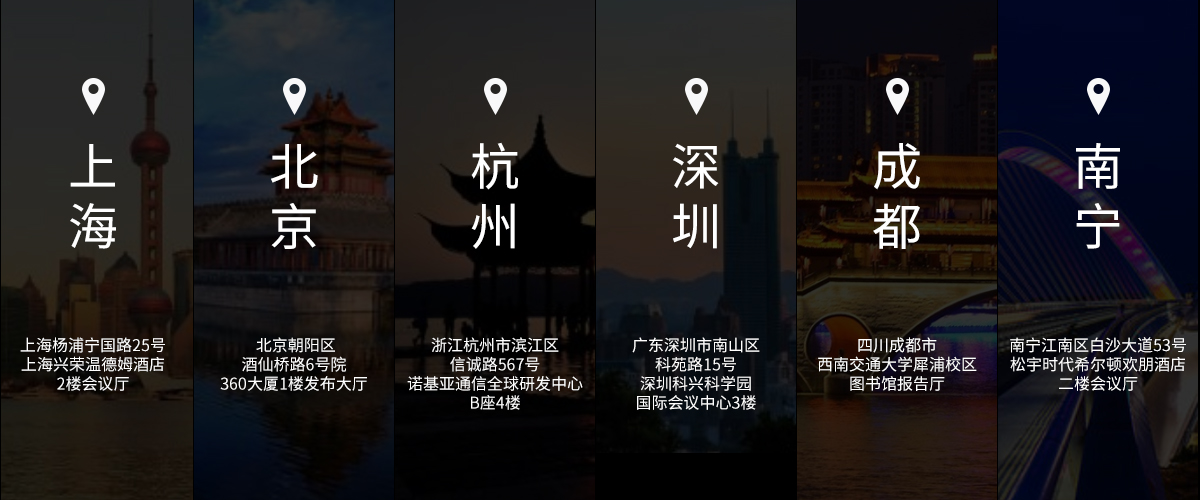 上海
上海杨浦宁国路25号
上海兴荣温德姆酒店
2楼会议厅
北京
北京朝阳区
酒仙桥路6号院
360大厦1楼发布大厅
杭州
浙江杭州市滨江区
信诚路567号
诺基亚通信全球研发中心
B座4楼
深圳
广东深圳市南山区
科苑路15号
深圳科兴科学园
国际会议中心3楼
成都
四川成都市
西南交通大学犀浦校区
图书馆报告厅
南宁
南宁江南区白沙大道53号
松宇时代希尔顿欢朋酒店
二楼会议厅